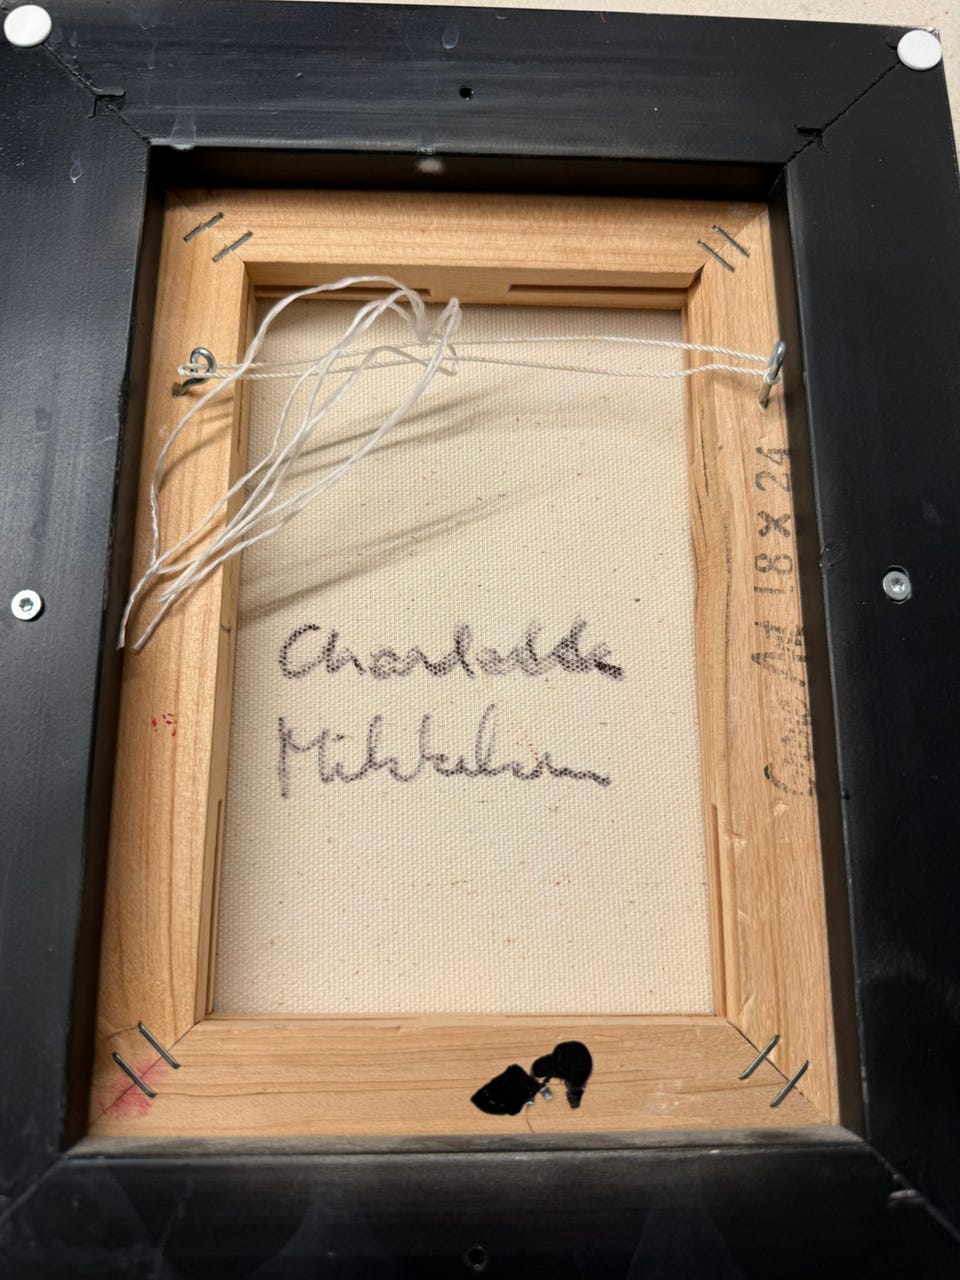 Charlotte
Mikkelsen
18 x 24